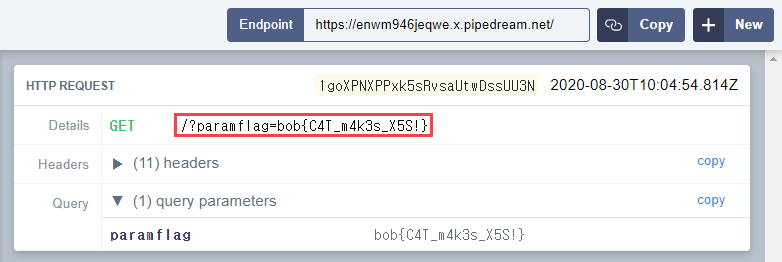 Endpoint https://enwm946jeqwe.x.pipedream.net/ Copy New
HTTP REQUEST 1goXPNXPPxk5sRvsaUtwDssUU3N 2020-08-30T10:04:54.814Z
Details GET /?paramflag=bob{C4T_m4k3s_X5S!}
Headers ▶ (11) headers copy
Query ▼ (1) query parameters copy
paramflag bob{C4T_m4k3s_X5S!}